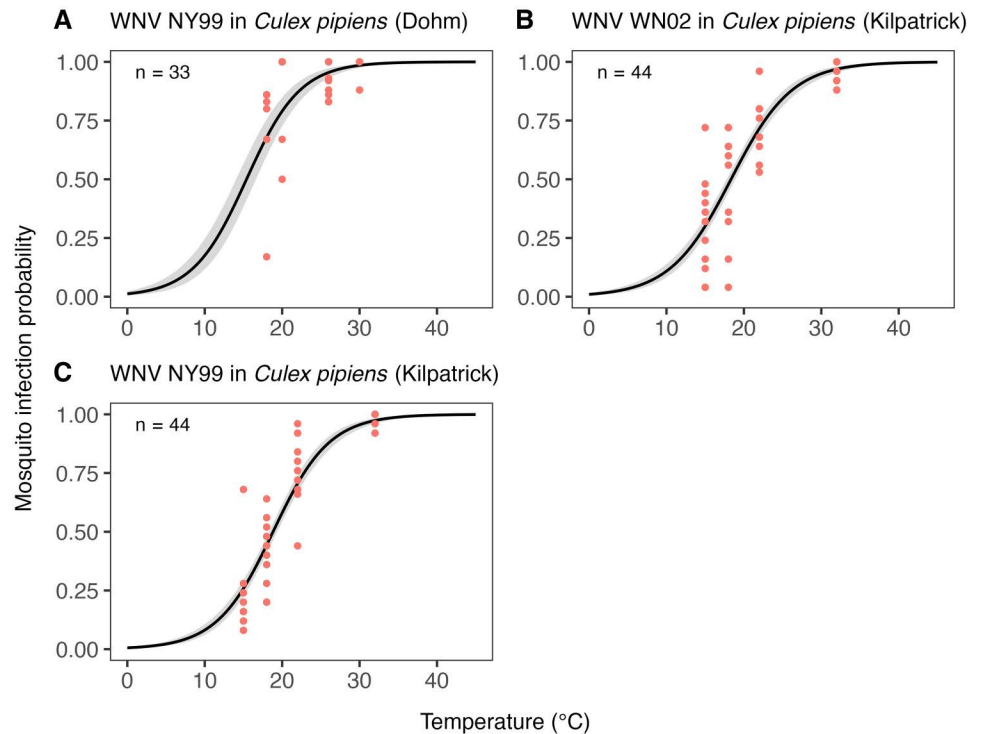 A WNV NY99 in Culex pipiens (Dohm)
n = 33
1.00
0.75
0.50
0.25
0.00
0 10 20 30 40
B WNV WN02 in Culex pipiens (Kilpatrick)
n = 44
1.00
0.75
0.50
0.25
0.00
0 10 20 30 40
C WNV NY99 in Culex pipiens (Kilpatrick)
n = 44
1.00
0.75
0.50
0.25
0.00
0 10 20 30 40
Mosquito infection probability
Temperature (°C)